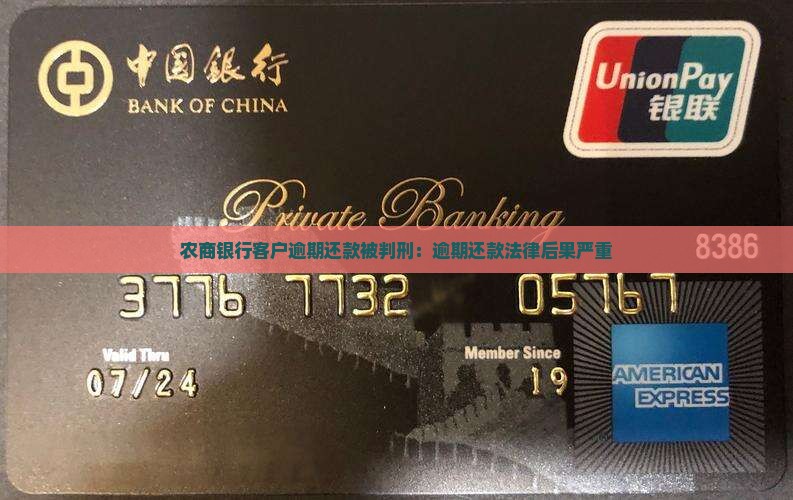 中国银行
BANK OF CHINA
UnionPay
银联
Private Banking
农商银行客户逾期还款被判刑：逾期还款法律后果严重
8386
3776 7732 05767
Valid Thru
Member Since
07/24
19
AMERICAN
EXPRESS